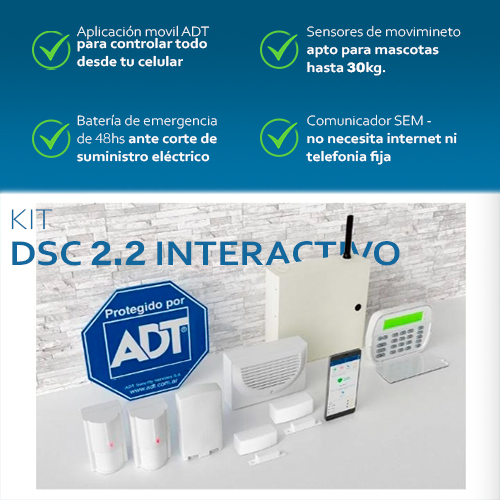 Aplicación movil ADT
para controlar todo
desde tu celular
Sensores de movimineto
apto para mascotas
hasta 30kg.
Batería de emergencia
de 48hs ante corte de
suministro eléctrico
Comunicador SEM -
no necesita internet ni
telefonia fija
KIT
DSC 2.2 INTERACTIVO
Protegido por
ADT®
ADT Security Services S.A.
www.adt.com.ar